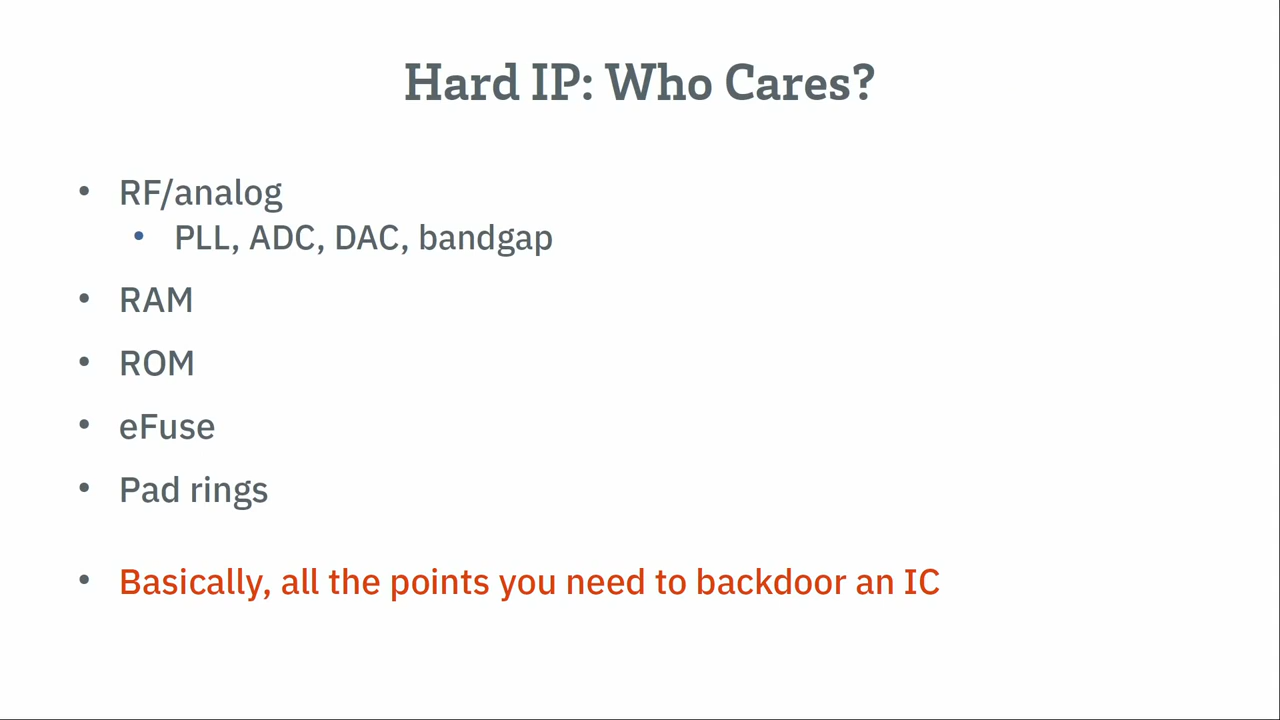 Hard IP: Who Cares?
• RF/analog
• PLL, ADC, DAC, bandgap
• RAM
• ROM
• eFuse
• Pad rings
• Basically, all the points you need to backdoor an IC